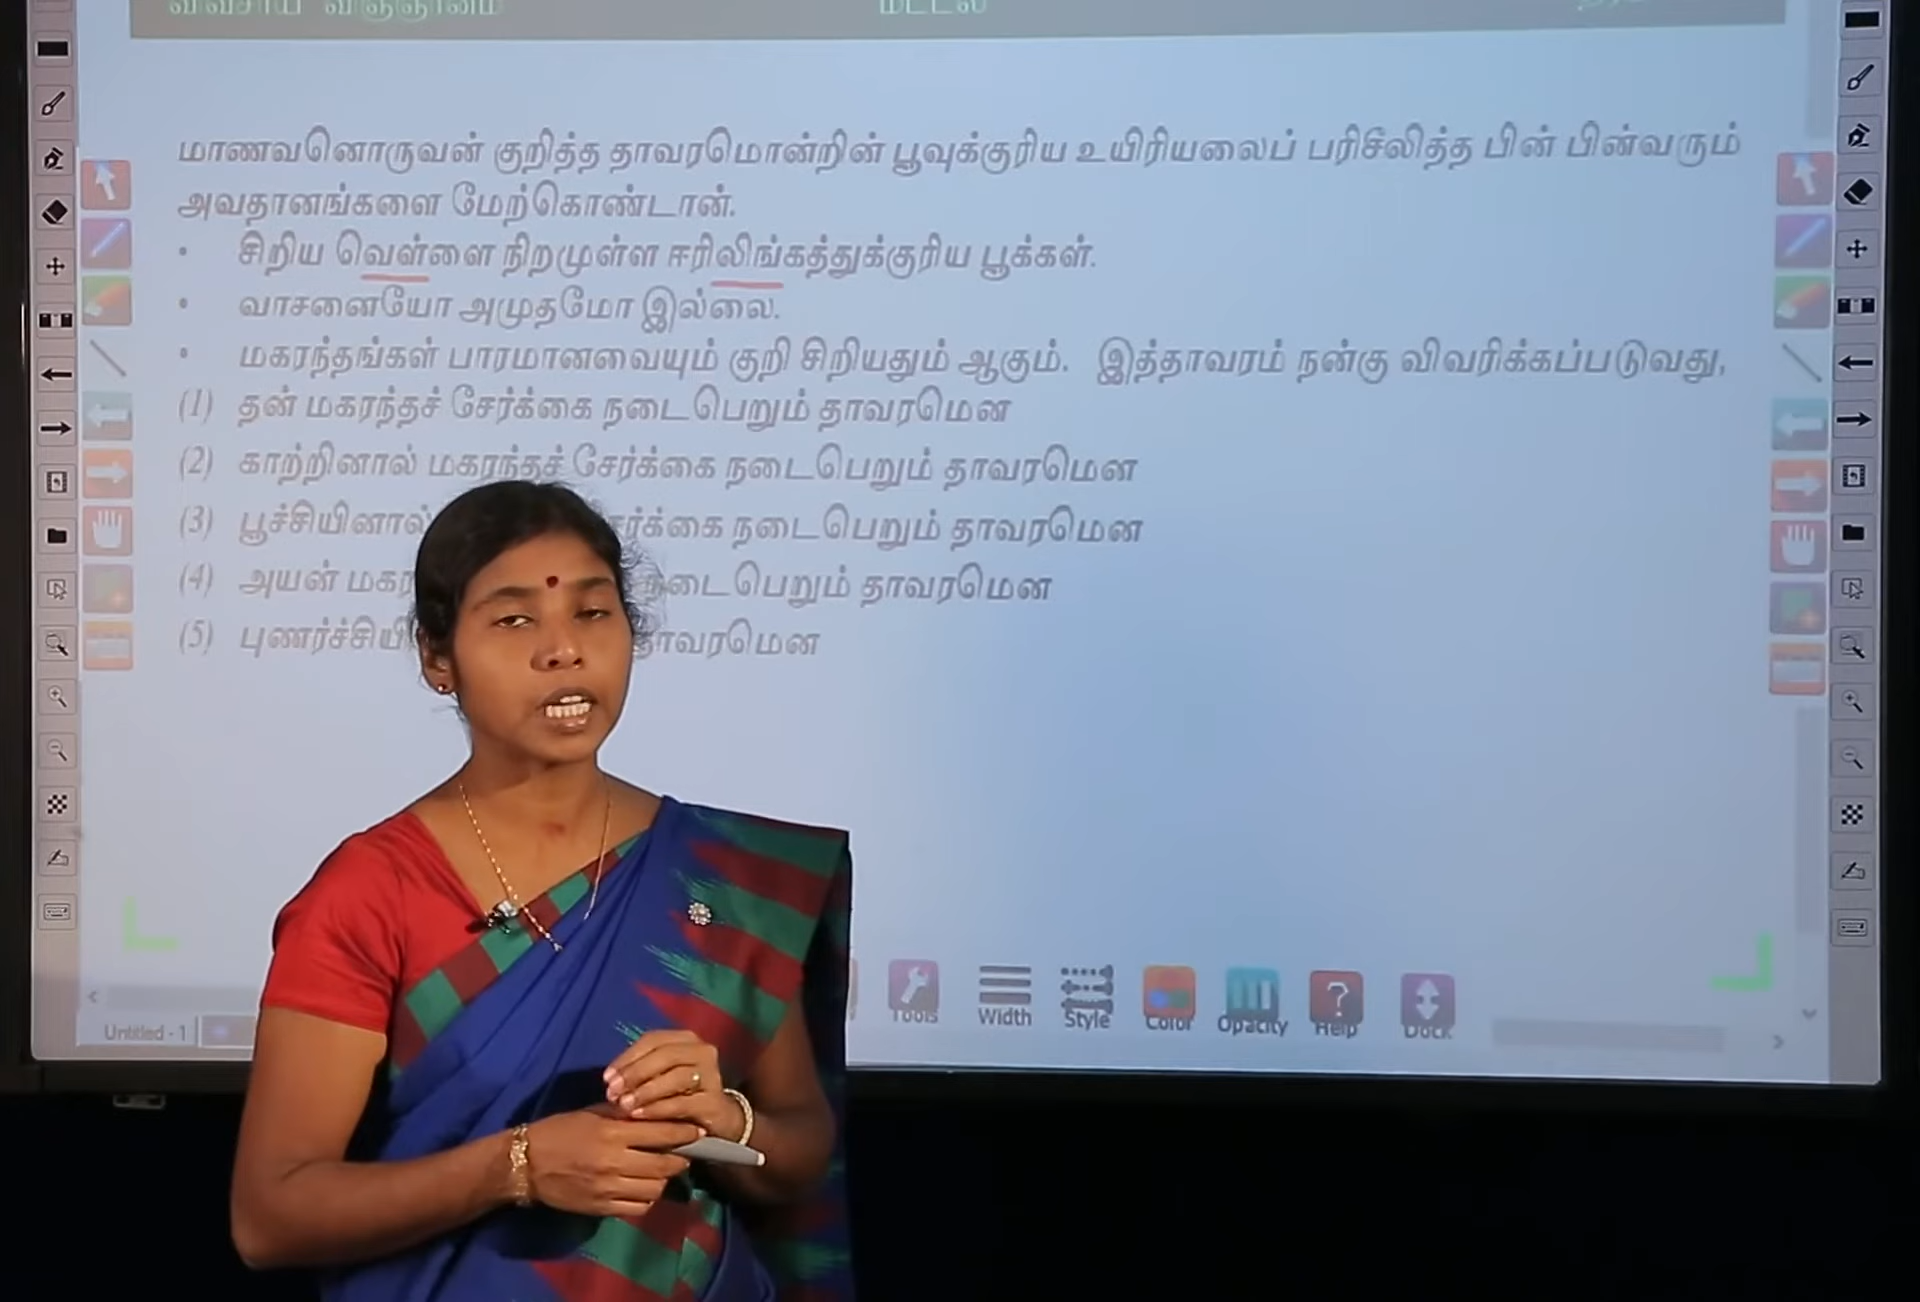 விவசாய விஞ்ஞானம்
மாணவனொருவன் குறித்த தாவரமொன்றின் பூவுக்குரிய உயிரியலைப் பரிசீலித்த பின் பின்வரும்
அவதானங்களை மேற்கொண்டான்.
• சிறிய வெள்ளை நிறமுள்ள ஈரிலிங்கத்துக்குரிய பூக்கள்.
• வாசனையோ அமுதமோ இல்லை.
• மகரந்தங்கள் பாரமானவையும் குறி சிறியதும் ஆகும். இத்தாவரம் நன்கு விவரிக்கப்படுவது,
(1) தன் மகரந்தச் சேர்க்கை நடைபெறும் தாவரமென
(2) காற்றினால் மகரந்தச் சேர்க்கை நடைபெறும் தாவரமென
(3) பூச்சியினால் நடைபெறும் தாவரமென
(4) அயன் நடைபெறும் தாவரமென
(5) தாவரமென
Untitled - 1
Tools Width Style Color Opacity Help Dock